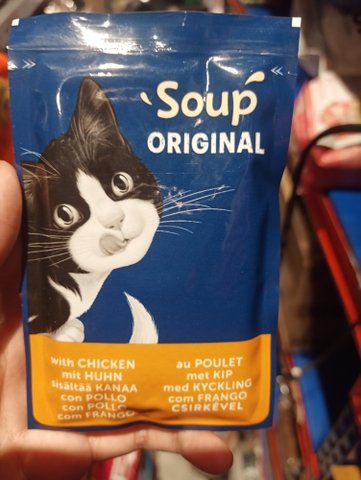 Soup
ORIGINAL
with CHICKEN
mit HUHN
sisältää KANAA
con POLLO
con POLLO
com FRANGO
au POULET
met KIP
med KYCKLING
com FRANGO
CSIRKÉVEL